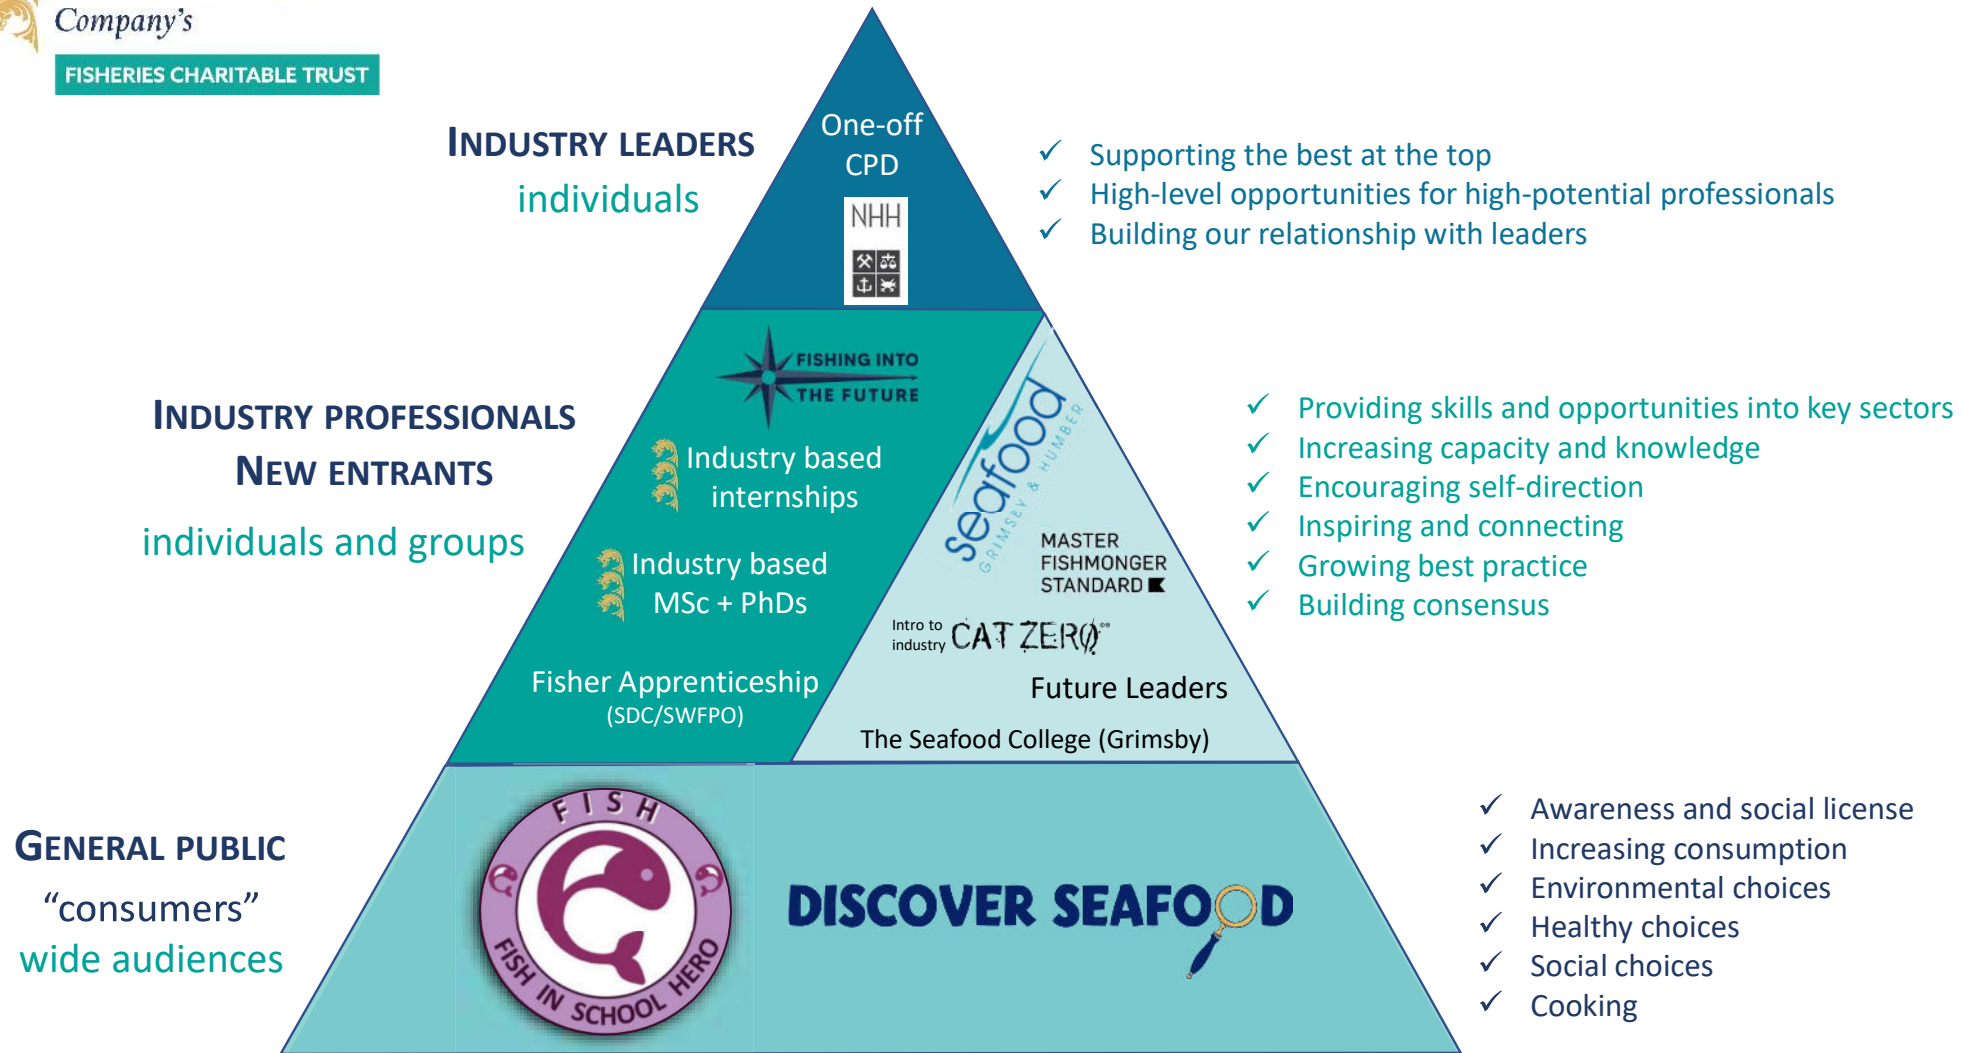 Company's
FISHERIES CHARITABLE TRUST
INDUSTRY LEADERS
individuals
One-off
CPD
NHH
✓ Supporting the best at the top
✓ High-level opportunities for high-potential professionals
✓ Building our relationship with leaders
INDUSTRY PROFESSIONALS
NEW ENTRANTS
individuals and groups
FISHING INTO
THE FUTURE
Industry based
internships
Industry based
MSc + PhDs
Fisher Apprenticeship
(SDC/SWFPO)
seafood
GRIMSBY & HUMBER
MASTER
FISHMONGER
STANDARD
Intro to
industry
CATZERO
Future Leaders
The Seafood College (Grimsby)
✓ Providing skills and opportunities into key sectors
✓ Increasing capacity and knowledge
✓ Encouraging self-direction
✓ Inspiring and connecting
✓ Growing best practice
✓ Building consensus
GENERAL PUBLIC
“consumers”
wide audiences
FISH
FISH IN SCHOOL HERO
DISCOVER SEAFOOD
✓ Awareness and social license
✓ Increasing consumption
✓ Environmental choices
✓ Healthy choices
✓ Social choices
✓ Cooking